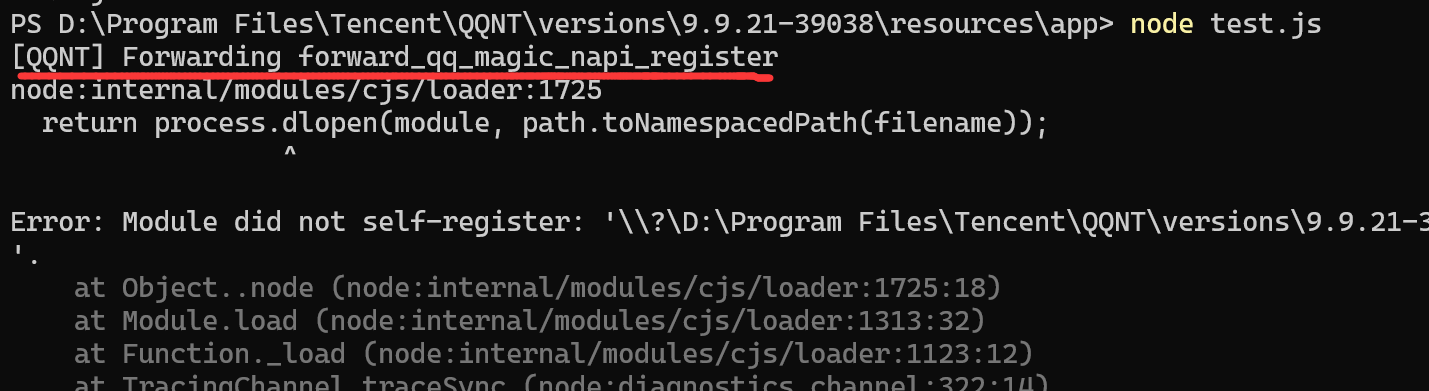 PS D:\Program Files\Tencent\QQNT\versions\9.9.21-39038\resources\app> node test.js
[QQNT] Forwarding forward_qq_magic_napi_register
node:internal/modules/cjs/loader:1725
  return process.dlopen(module, path.toNamespacedPath(filename));
                 ^
Error: Module did not self-register: '\\?\D:\Program Files\Tencent\QQNT\versions\9.9.21-3
'.
    at Object..node (node:internal/modules/cjs/loader:1725:18)
    at Module.load (node:internal/modules/cjs/loader:1313:32)
    at Function._load (node:internal/modules/cjs/loader:1123:12)
    at TracingChannel.traceSync (node:diagnostics_channel:322:14)